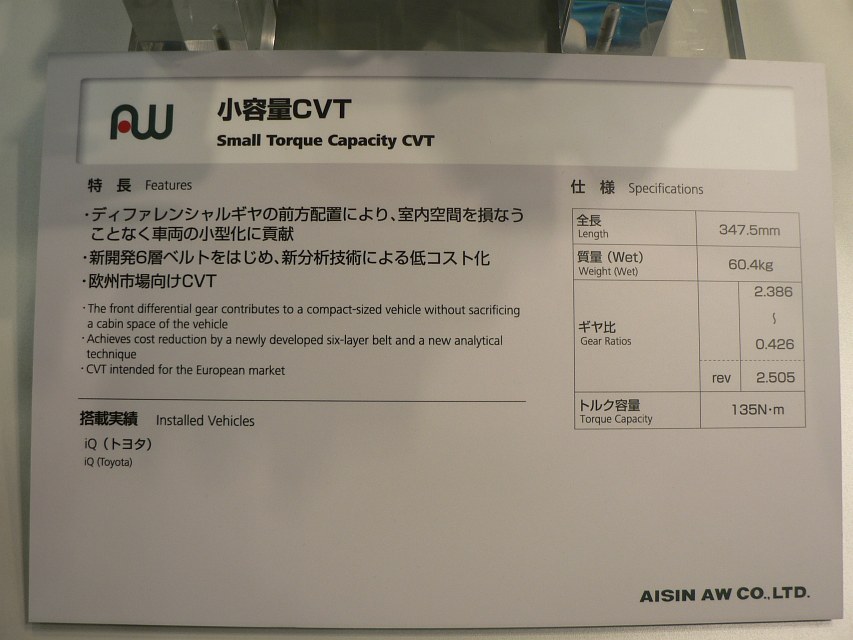 AW
小容量CVT
Small Torque Capacity CVT
特 長 Features
・ディファレンシャルギヤの前方配置により、室内空間を損なう
ことなく車両の小型化に貢献
・新開発6層ベルトをはじめ、新分析技術による低コスト化
・欧州市場向けCVT
・The front differential gear contributes to a compact-sized vehicle without sacrificing
a cabin space of the vehicle
・Achieves cost reduction by a newly developed six-layer belt and a new analytical
technique
・CVT intended for the European market
搭載実績 Installed Vehicles
iQ（トヨタ）
iQ (Toyota)
仕 様 Specifications
全長
Length
347.5mm
質量（Wet）
Weight (Wet)
60.4kg
ギヤ比
Gear Ratios
2.386
～
0.426
rev 2.505
トルク容量
Torque Capacity
135N·m
AISIN AW CO.,LTD.